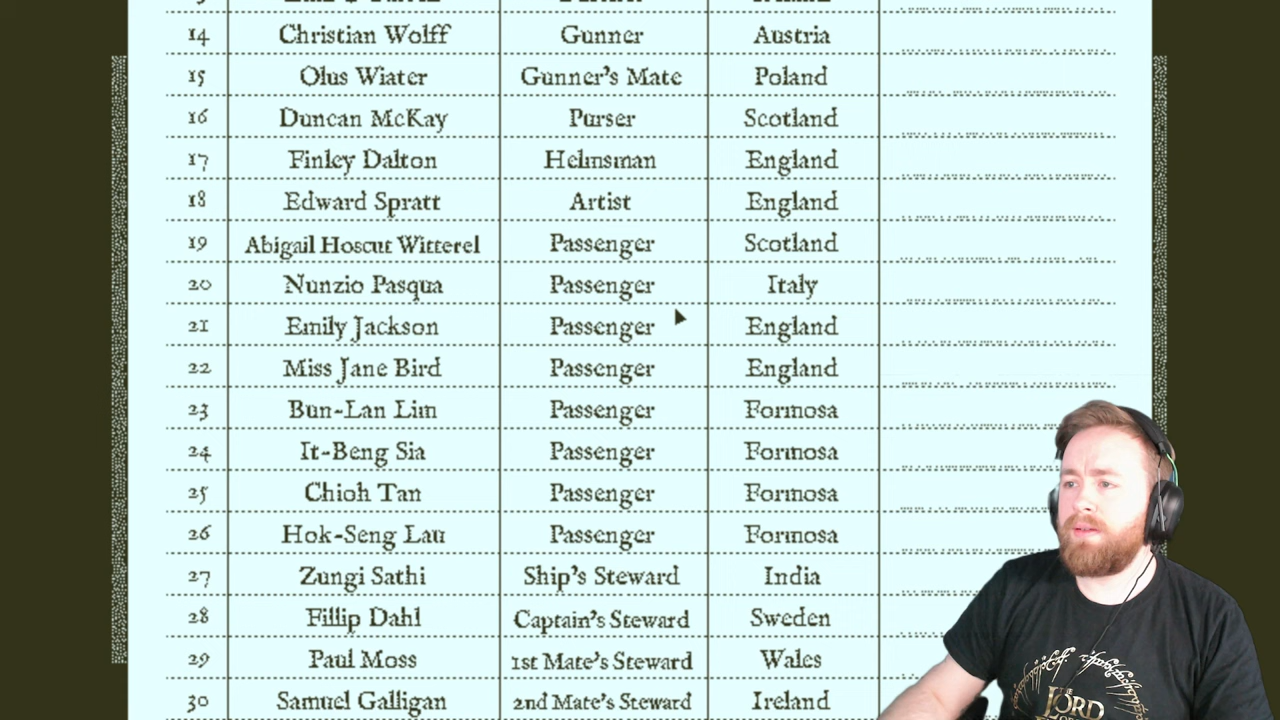 14 Christian Wolff Gunner Austria
15 Olus Wiater Gunner's Mate Poland
16 Duncan McKay Purser Scotland
17 Finley Dalton Helmsman England
18 Edward Spratt Artist England
19 Abigail Hoscut Witterel Passenger Scotland
20 Nunzio Pasqua Passenger Italy
21 Emily Jackson Passenger England
22 Miss Jane Bird Passenger England
23 Bun-Lan Lim Passenger Formosa
24 It-Beng Sia Passenger Formosa
25 Chioh Tan Passenger Formosa
26 Hok-Seng Lau Passenger Formosa
27 Zungi Sathi Ship's Steward India
28 Fillip Dahl Captain's Steward Sweden
29 Paul Moss 1st Mate's Steward Wales
30 Samuel Galligan 2nd Mate's Steward Ireland
THE
LORD